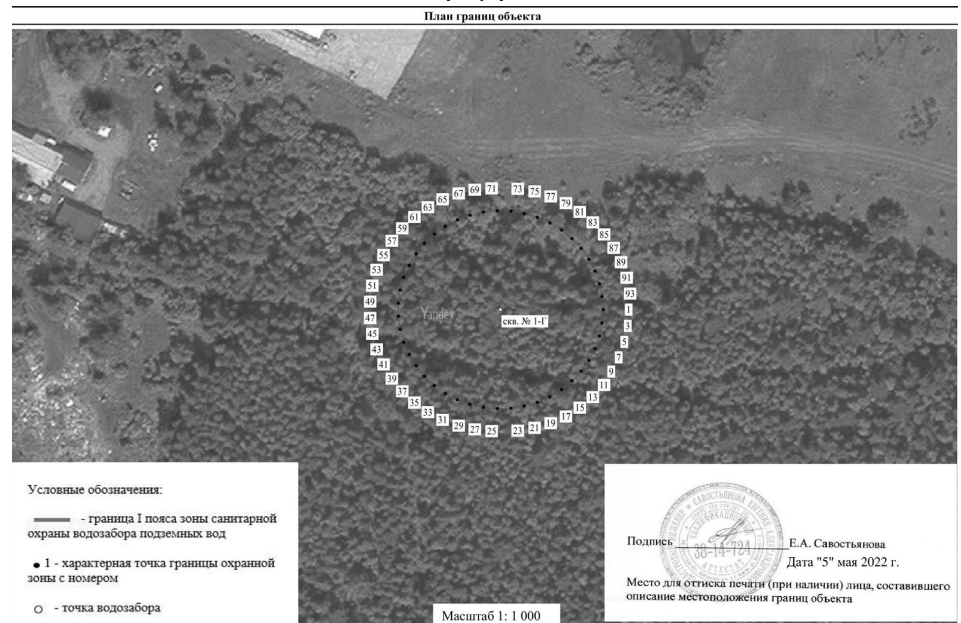 План границ объекта
71 73
69 75
67 77
65 79
63 81
61 83
59 85
57 87
55 89
53 91
51 93
49 1
47 3
45 5
43 7
41 9
39 11
37 13
35 15
33 17
31 19
29 21
27 25 23
Yandex
скв. № 1-Г
Условные обозначения:
- граница I пояса зоны санитарной
охраны водозабора подземных вод
1 - характерная точка границы охранной
зоны с номером
- точка водозабора
Масштаб 1: 1 000
САВОСТЬЯНОВА ЕВГЕНИЯ
38-14-724
АТТЕСТАТ
Подпись Е.А. Савостьянова
Дата "5" мая 2022 г.
Место для оттиска печати (при наличии) лица, составившего
описание местоположения границ объекта